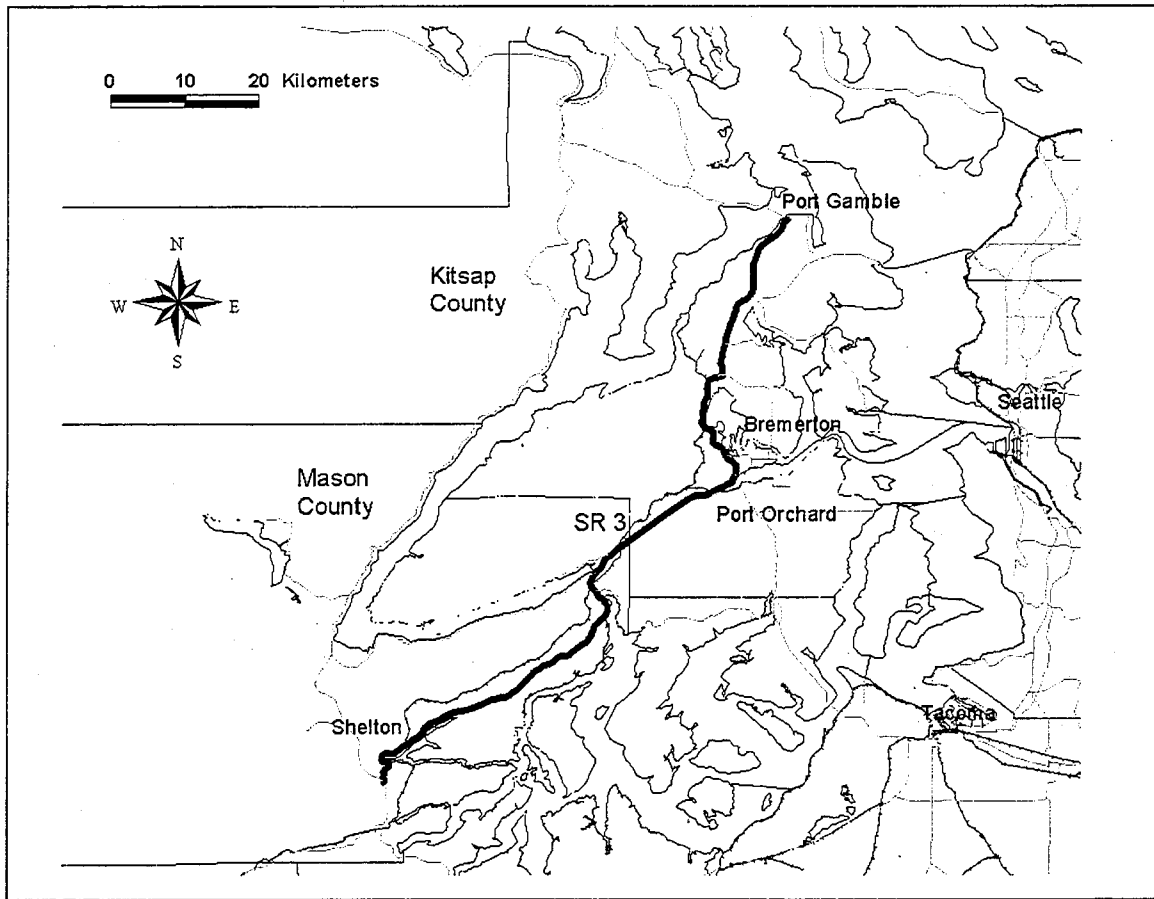 0 10 20 Kilometers
Port Gamble
N
W E
S
Kitsap
County
Seattle
Bremerton
Mason
County
SR 3
Port Orchard
Shelton
Tacoma